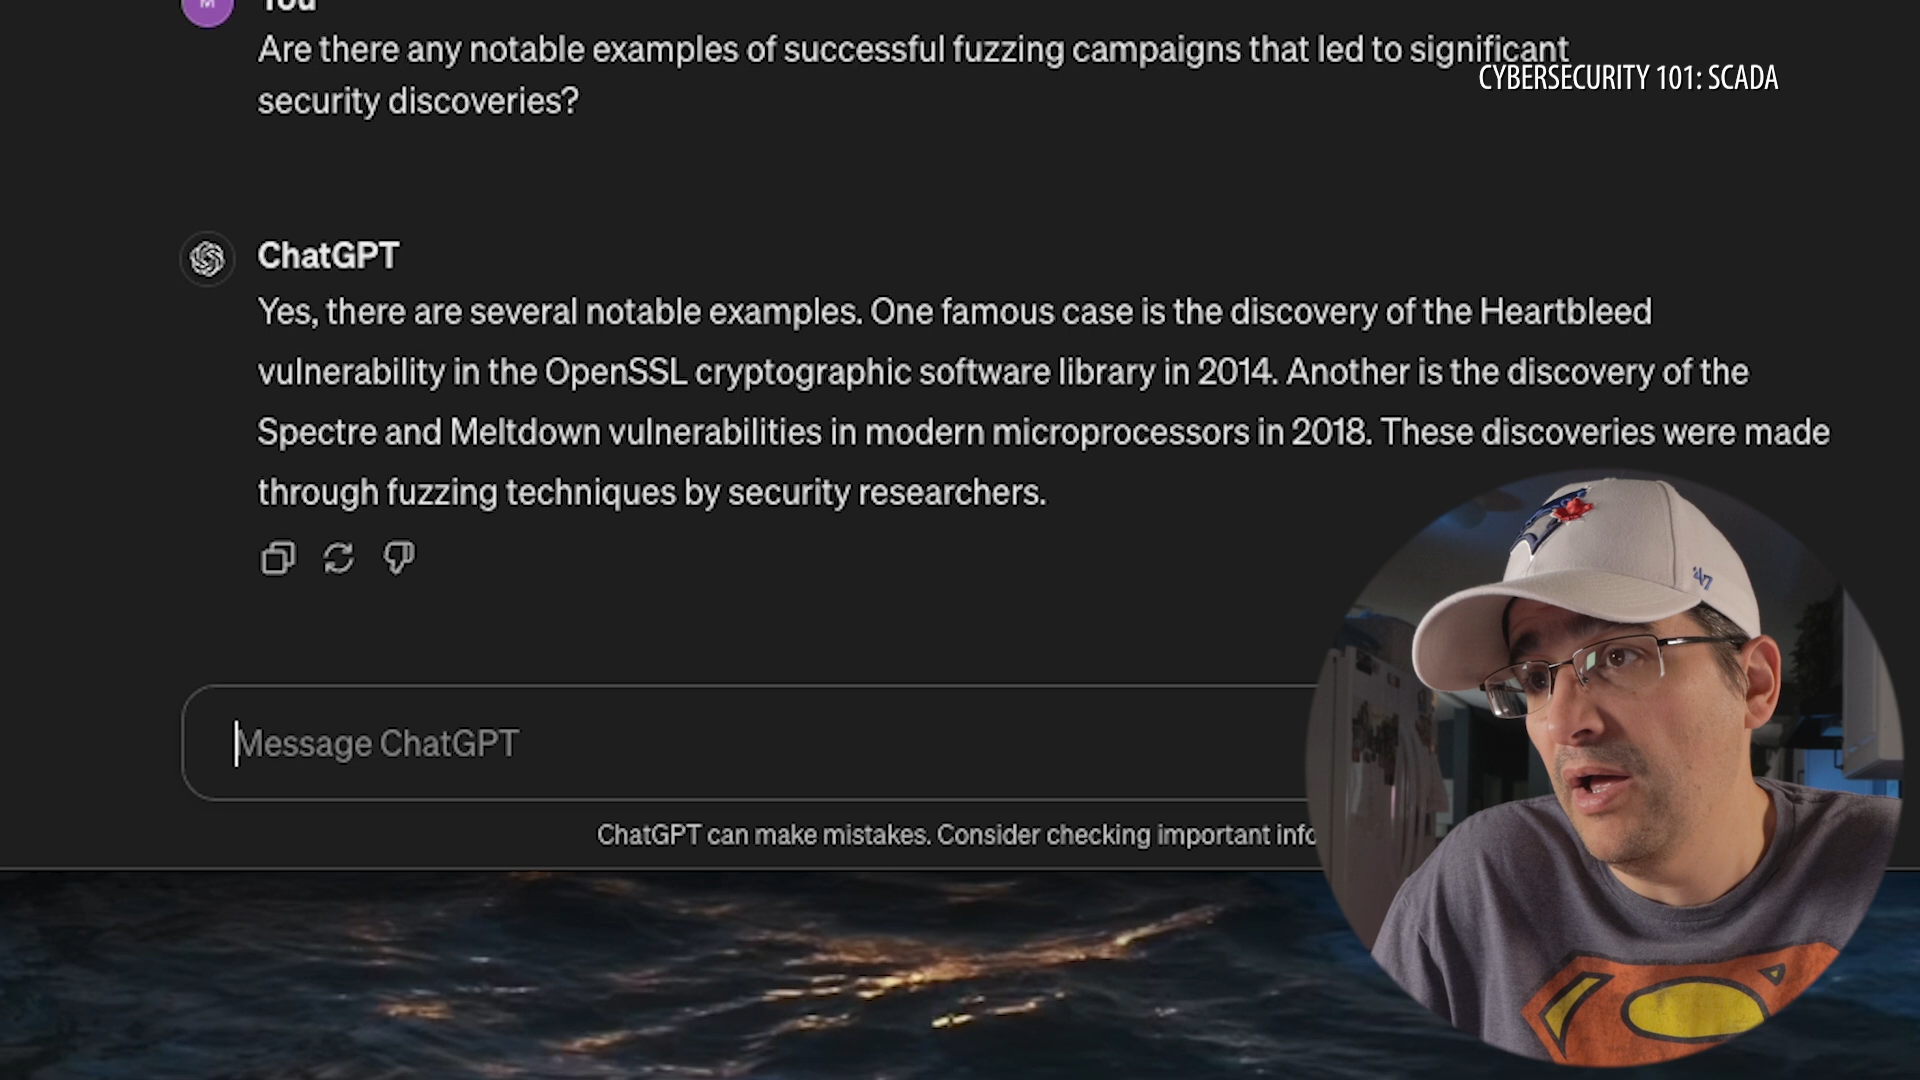 M
You
Are there any notable examples of successful fuzzing campaigns that led to significant
security discoveries?
CYBERSECURITY 101: SCADA
ChatGPT
Yes, there are several notable examples. One famous case is the discovery of the Heartbleed
vulnerability in the OpenSSL cryptographic software library in 2014. Another is the discovery of the
Spectre and Meltdown vulnerabilities in modern microprocessors in 2018. These discoveries were made
through fuzzing techniques by security researchers.
'47
Message ChatGPT
ChatGPT can make mistakes. Consider checking important info